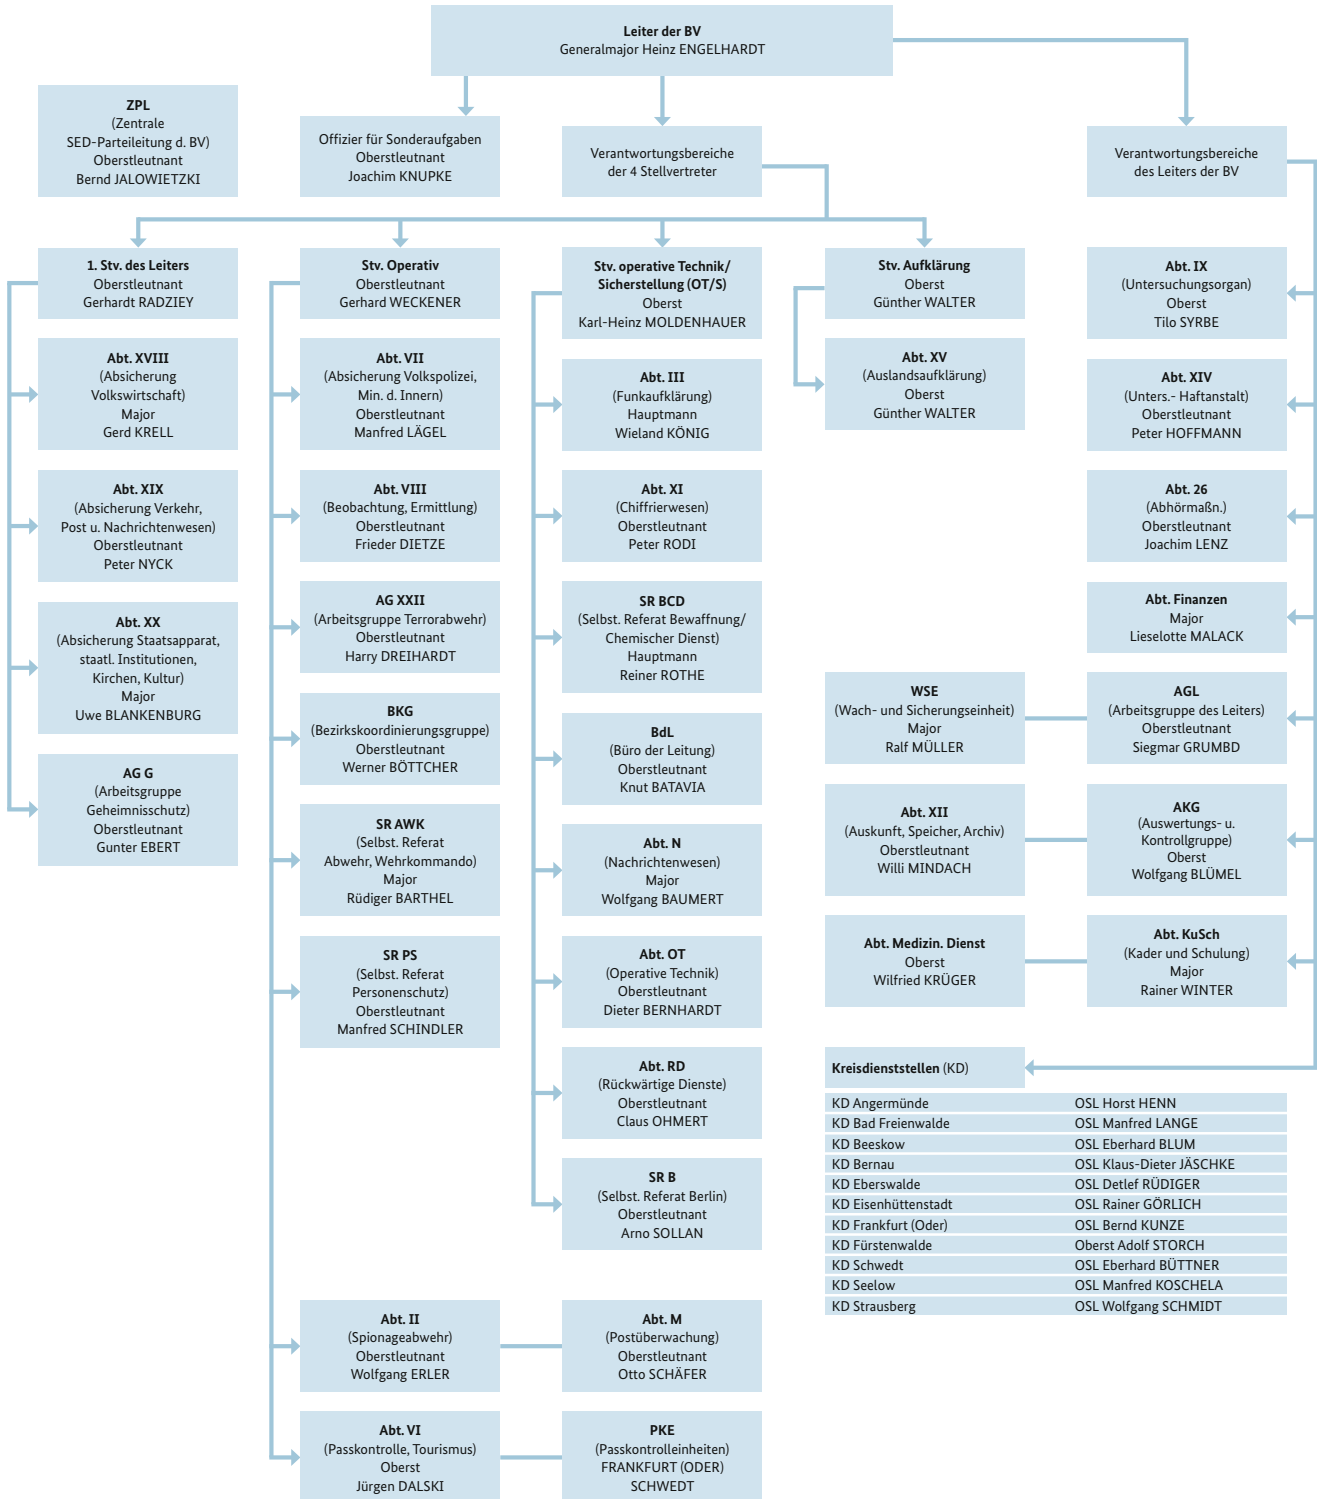 Leiter der BV
Generalmajor Heinz ENGELHARDT
ZPL
(Zentrale
SED-Parteileitung d. BV)
Oberstleutnant
Bernd JALOWIETZKI
Offizier für Sonderaufgaben
Oberstleutnant
Joachim KNUPKE
Verantwortungsbereiche
der 4 Stellvertreter
Verantwortungsbereiche
des Leiters der BV
1. Stv. des Leiters
Oberstleutnant
Gerhardt RADZIEY
Abt. XVIII
(Absicherung
Volkswirtschaft)
Major
Gerd KRELL
Abt. XIX
(Absicherung Verkehr,
Post u. Nachrichtenwesen)
Oberstleutnant
Peter NYCK
Abt. XX
(Absicherung Staatsapparat,
staatl. Institutionen,
Kirchen, Kultur)
Major
Uwe BLANKENBURG
AG G
(Arbeitsgruppe
Geheimnisschutz)
Oberstleutnant
Gunter EBERT
Stv. Operativ
Oberstleutnant
Gerhard WECKENER
Abt. VII
(Absicherung Volkspolizei,
Min. d. Innern)
Oberstleutnant
Manfred LÄGEL
Abt. VIII
(Beobachtung, Ermittlung)
Oberstleutnant
Frieder DIETZE
AG XXII
(Arbeitsgruppe Terrorabwehr)
Oberstleutnant
Harry DREIHARDT
BKG
(Bezirkskoordinierungsgruppe)
Oberstleutnant
Werner BÖTTCHER
SR AWK
(Selbst. Referat
Abwehr, Wehrkommando)
Major
Rüdiger BARTHEL
SR PS
(Selbst. Referat
Personenschutz)
Oberstleutnant
Manfred SCHINDLER
Abt. II
(Spionageabwehr)
Oberstleutnant
Wolfgang ERLER
Abt. VI
(Passkontrolle, Tourismus)
Oberst
Jürgen DALSKI
Stv. operative Technik/
Sicherstellung (OT/S)
Oberst
Karl-Heinz MOLDENHAUER
Abt. III
(Funkaufklärung)
Hauptmann
Wieland KÖNIG
Abt. XI
(Chiffrierwesen)
Oberstleutnant
Peter RODI
SR BCD
(Selbst. Referat Bewaffnung/
Chemischer Dienst)
Hauptmann
Reiner ROTHE
BdL
(Büro der Leitung)
Oberstleutnant
Knut BATAVIA
Abt. N
(Nachrichtenwesen)
Major
Wolfgang BAUMERT
Abt. OT
(Operative Technik)
Oberstleutnant
Dieter BERNHARDT
Abt. RD
(Rückwärtige Dienste)
Oberstleutnant
Claus OHMERT
SR B
(Selbst. Referat Berlin)
Oberstleutnant
Arno SOLLAN
Abt. M
(Postüberwachung)
Oberstleutnant
Otto SCHÄFER
PKE
(Passkontrolleinheiten)
FRANKFURT (ODER)
SCHWEDT
Stv. Aufklärung
Oberst
Günther WALTER
Abt. XV
(Auslandsaufklärung)
Oberst
Günther WALTER
Abt. IX
(Untersuchungsorgan)
Oberst
Tilo SYRBE
Abt. XIV
(Unters.- Haftanstalt)
Oberstleutnant
Peter HOFFMANN
Abt. 26
(Abhörmaßn.)
Oberstleutnant
Joachim LENZ
Abt. Finanzen
Major
Lieselotte MALACK
WSE
(Wach- und Sicherungseinheit)
Major
Ralf MÜLLER
AGL
(Arbeitsgruppe des Leiters)
Oberstleutnant
Siegmar GRUMBD
Abt. XII
(Auskunft, Speicher, Archiv)
Oberstleutnant
Willi MINDACH
AKG
(Auswertungs- u.
Kontrollgruppe)
Oberst
Wolfgang BLÜMEL
Abt. Medizin. Dienst
Oberst
Wilfried KRÜGER
Abt. KuSch
(Kader und Schulung)
Major
Rainer WINTER
Kreisdienststellen (KD)
KD Angermünde OSL Horst HENN
KD Bad Freienwalde OSL Manfred LANGE
KD Beeskow OSL Eberhard BLUM
KD Bernau OSL Klaus-Dieter JÄSCHKE
KD Eberswalde OSL Detlef RÜDIGER
KD Eisenhüttenstadt OSL Rainer GÖRLICH
KD Frankfurt (Oder) OSL Bernd KUNZE
KD Fürstenwalde Oberst Adolf STORCH
KD Schwedt OSL Eberhard BÜTTNER
KD Seelow OSL Manfred KOSCHELA
KD Strausberg OSL Wolfgang SCHMIDT